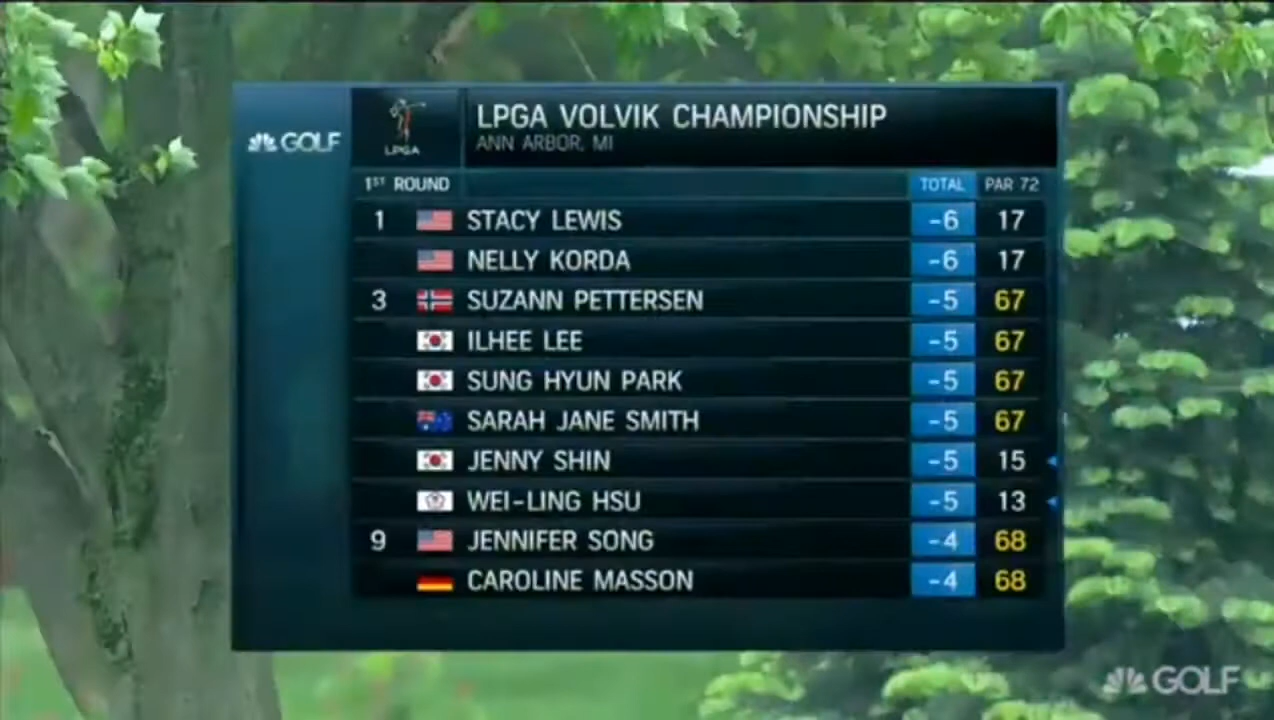 LPGA VOLVIK CHAMPIONSHIP
GOLF
LPGA
ANN ARBOR, MI
1ST ROUND TOTAL PAR 72
1 STACY LEWIS -6 17
NELLY KORDA -6 17
3 SUZANN PETTERSEN -5 67
ILHEE LEE -5 67
SUNG HYUN PARK -5 67
SARAH JANE SMITH -5 67
JENNY SHIN -5 15
WEI-LING HSU -5 13
9 JENNIFER SONG -4 68
CAROLINE MASSON -4 68
GOLF